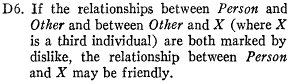 D6. If the relationships between Person and
Other and between Other and X (where X
is a third individual) are both marked by
dislike, the relationship between Person
and X may be friendly.